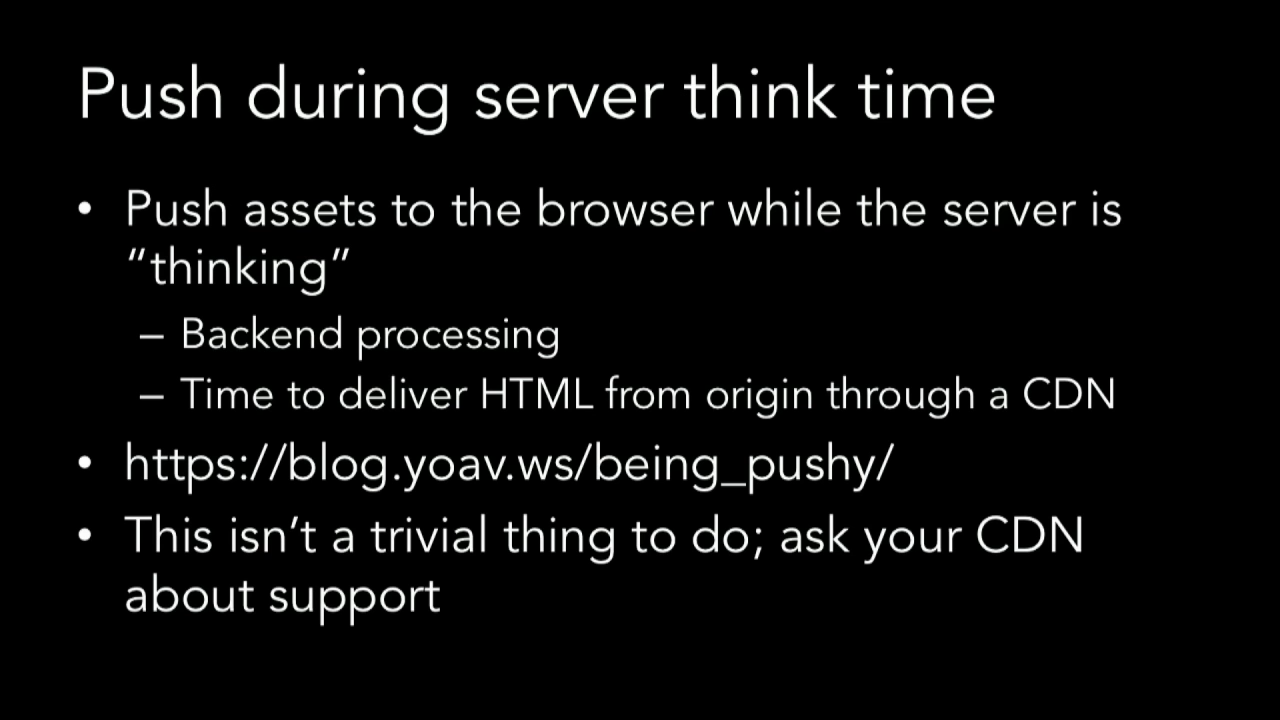 Push during server think time
• Push assets to the browser while the server is
“thinking”
– Backend processing
– Time to deliver HTML from origin through a CDN
• https://blog.yoav.ws/being_pushy/
• This isn’t a trivial thing to do; ask your CDN
about support